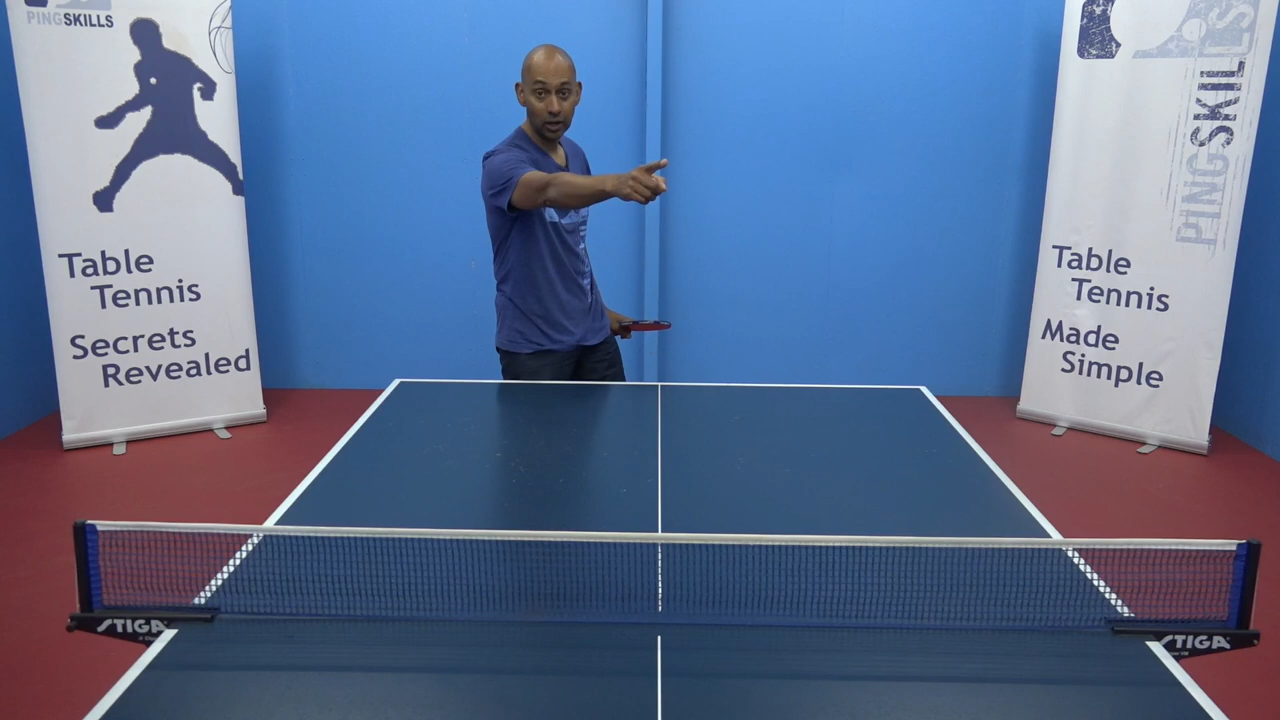 PINGSKILLS
Table
Tennis
Secrets
Revealed
PINGSKILLS
Table
Tennis
Made
Simple
STIGA
STIGA